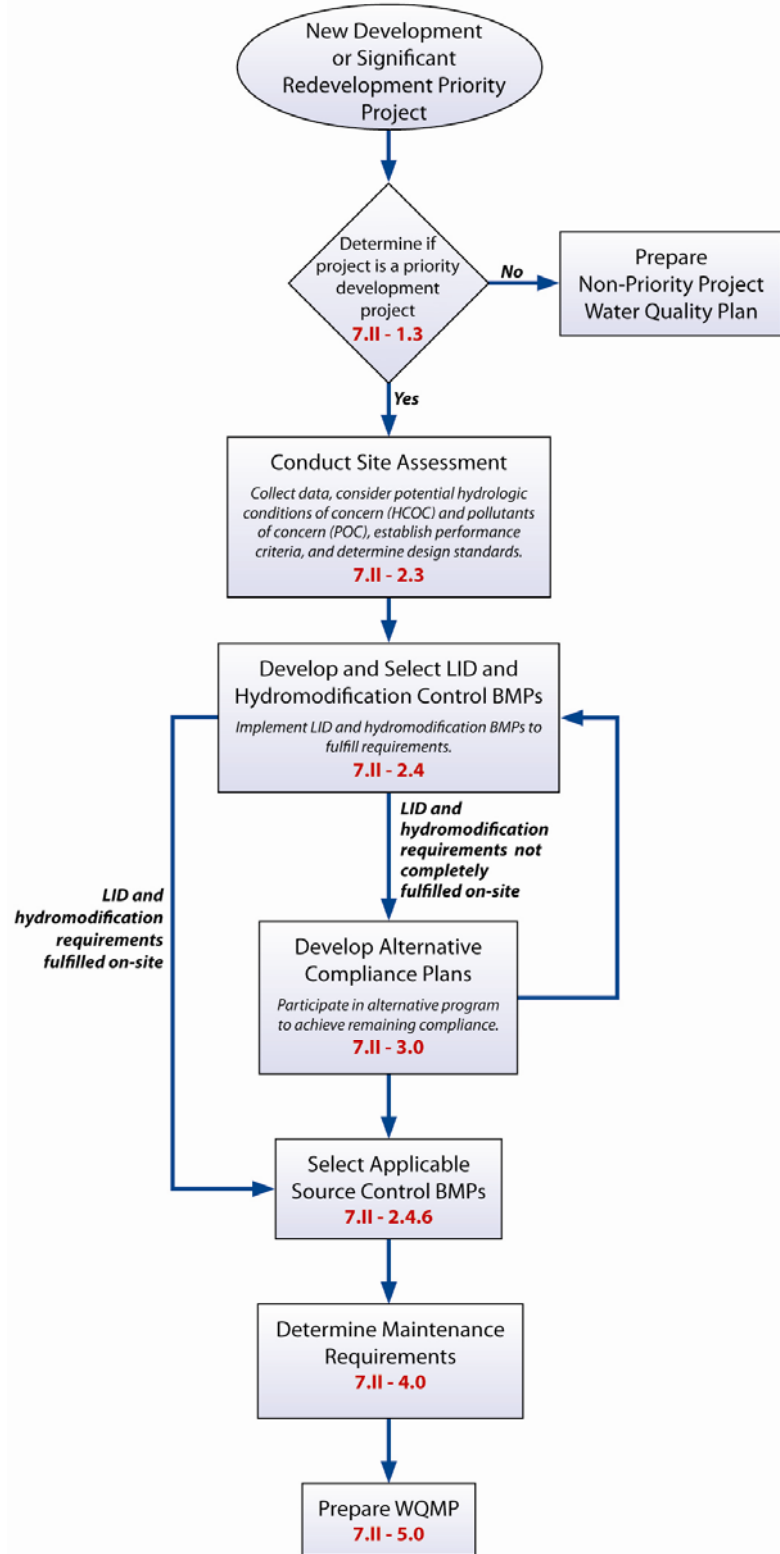 New Development
or Significant
Redevelopment Priority
Project
Determine if
project is a priority
development
project
7.II - 1.3
No
Prepare
Non-Priority Project
Water Quality Plan
Yes
Conduct Site Assessment
Collect data, consider potential hydrologic
conditions of concern (HCOC) and pollutants
of concern (POC), establish performance
criteria, and determine design standards.
7.II - 2.3
Develop and Select LID and
Hydromodification Control BMPs
Implement LID and hydromodification BMPs to
fulfill requirements.
7.II - 2.4
LID and
hydromodification
requirements not
completely
fulfilled on-site
LID and
hydromodification
requirements
fulfilled on-site
Develop Alternative
Compliance Plans
Participate in alternative program
to achieve remaining compliance.
7.II - 3.0
Select Applicable
Source Control BMPs
7.II - 2.4.6
Determine Maintenance
Requirements
7.II - 4.0
Prepare WQMP
7.II - 5.0